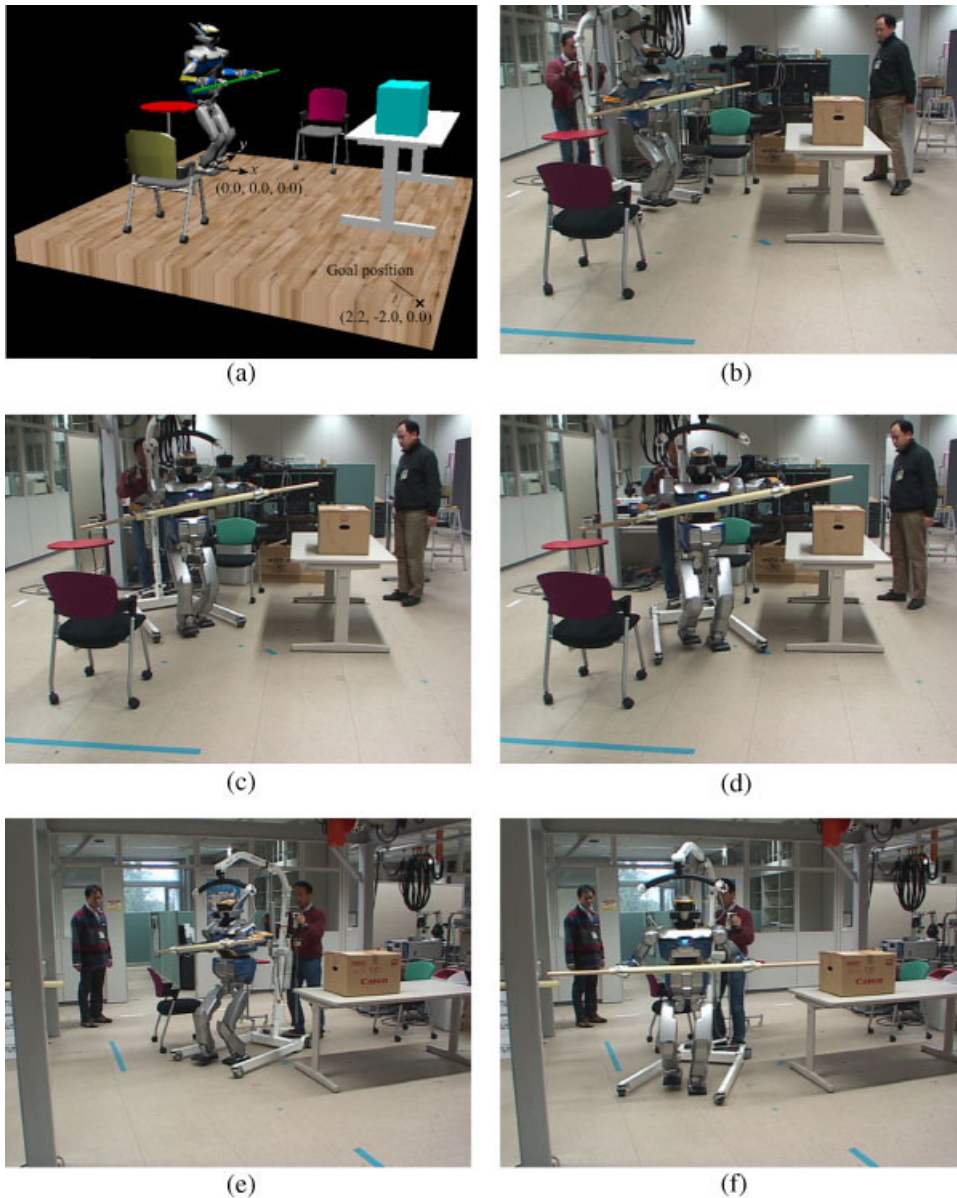 y
x
(0.0, 0.0, 0.0)
Goal position
(2.2, -2.0, 0.0)
(a)
(b)
(c)
(d)
(e)
(f)
Canon
Canon